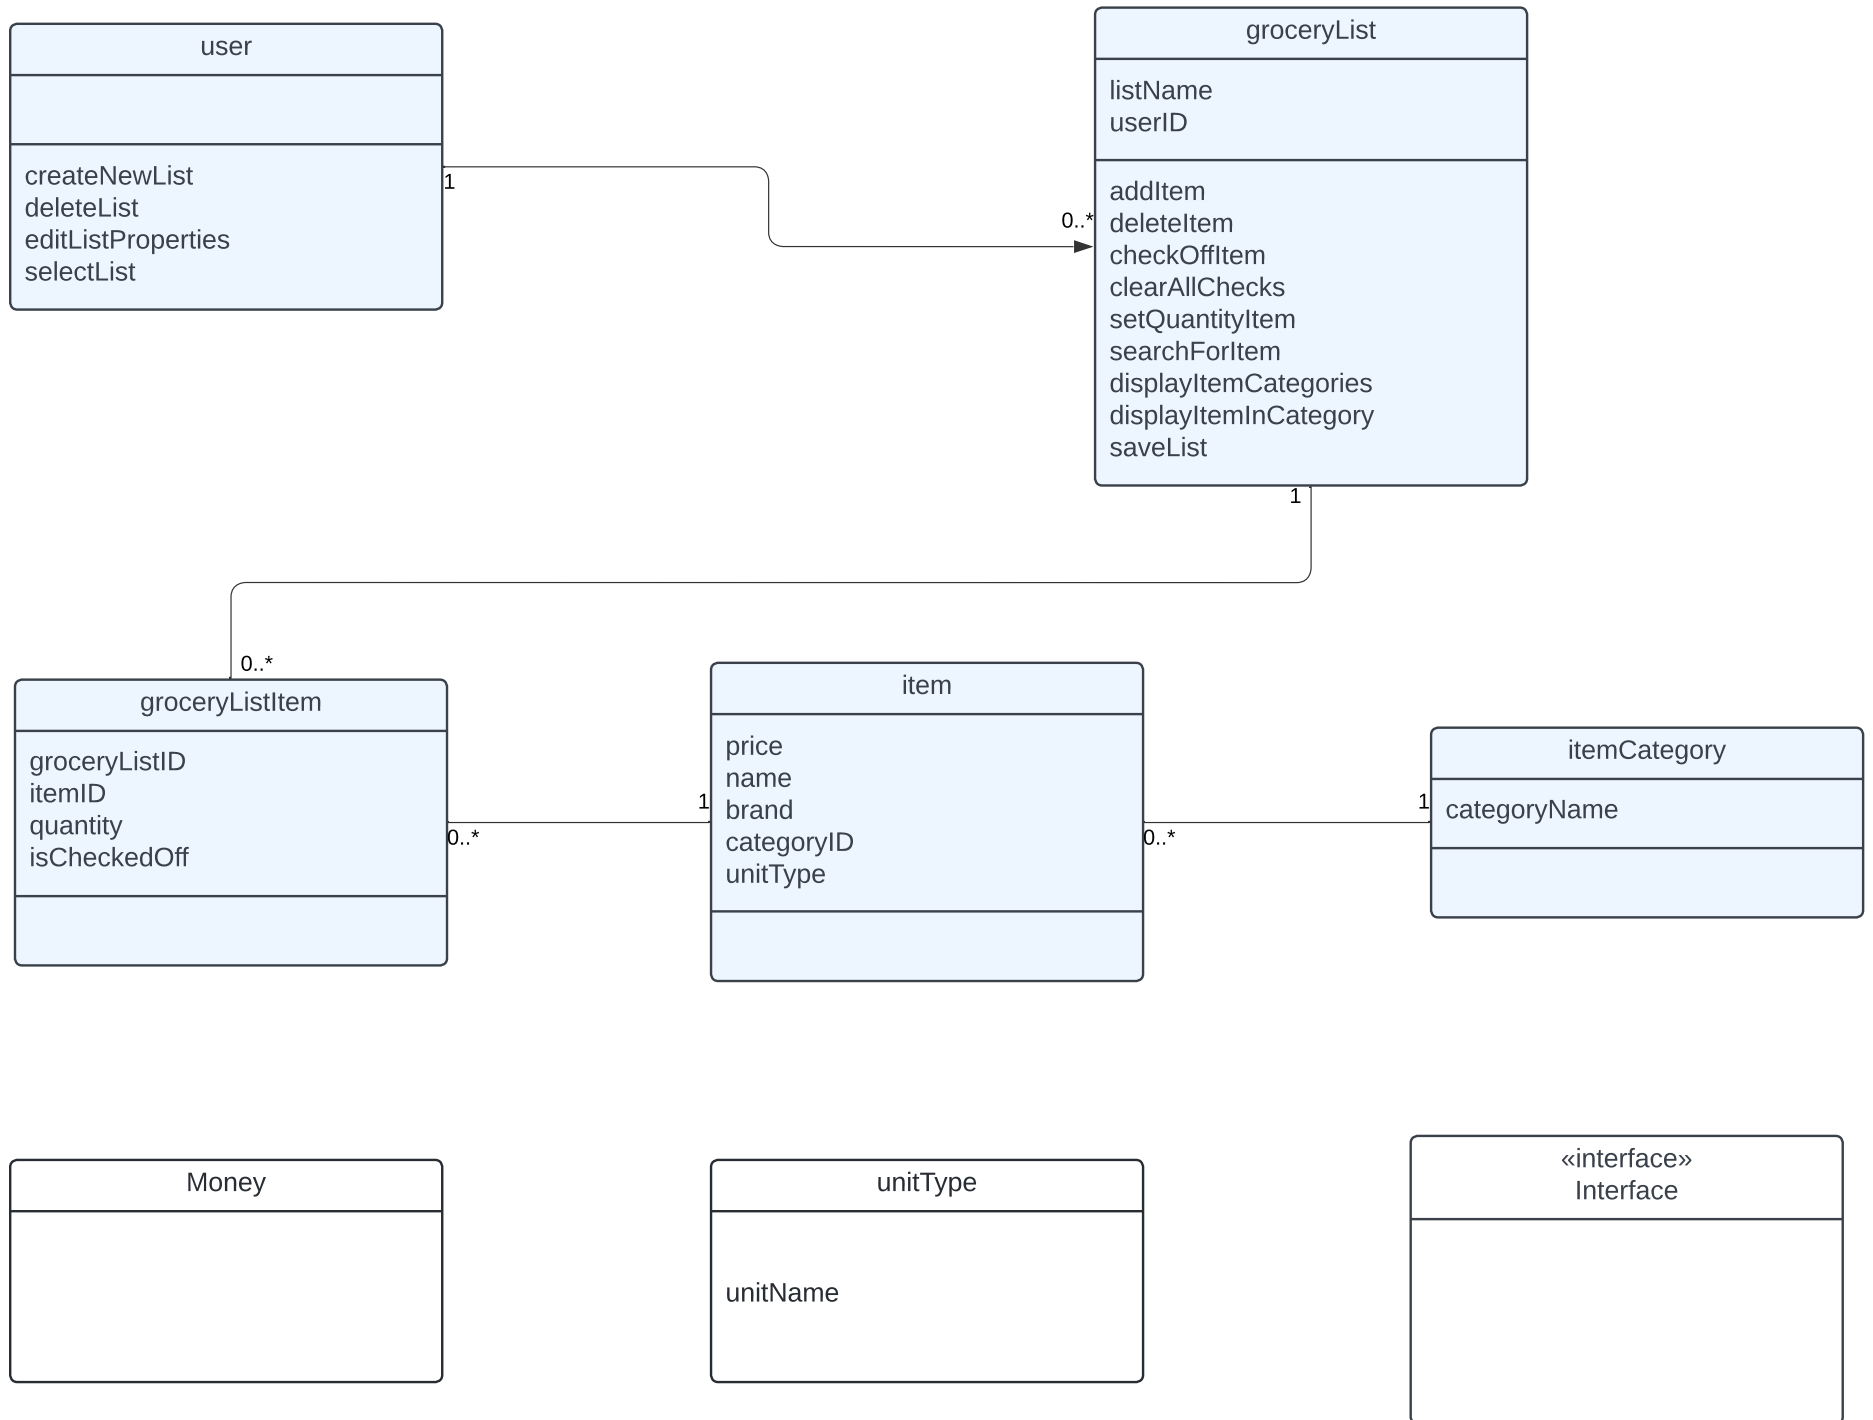 user
createNewList
deleteList
editListProperties
selectList
1
0..*
groceryList
listName
userID
addItem
deleteItem
checkOffItem
clearAllChecks
setQuantityItem
searchForItem
displayItemCategories
displayItemInCategory
saveList
1
0..*
groceryListItem
groceryListID
itemID
quantity
isCheckedOff
0..*
1
item
price
name
brand
categoryID
unitType
0..*
1
itemCategory
categoryName
Money
unitType
unitName
«interface»
Interface